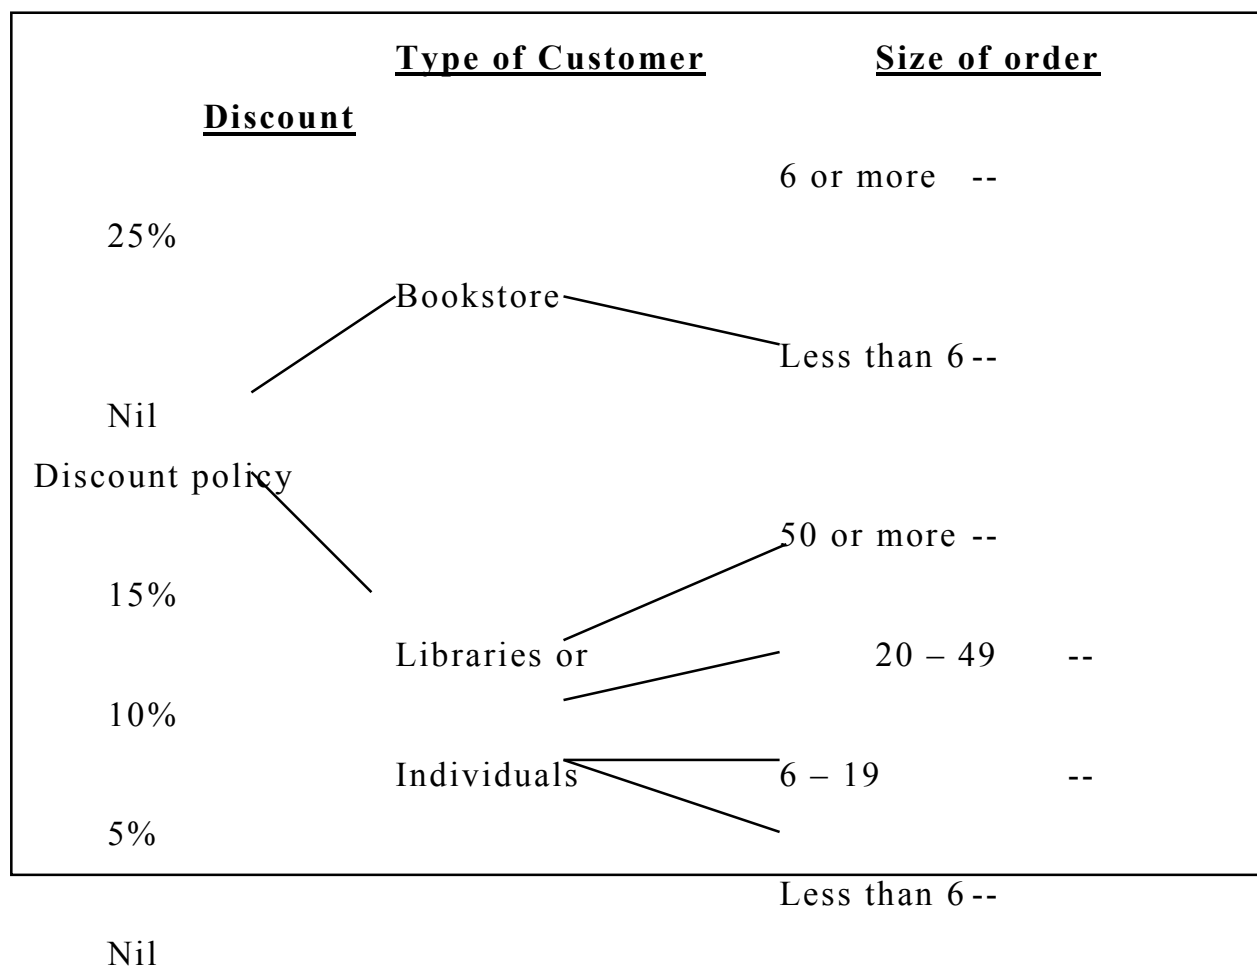 Type of Customer Size of order
Discount
6 or more --
25%
Bookstore
Less than 6 --
Nil
Discount policy
50 or more --
15%
Libraries or 20 – 49 --
10%
Individuals 6 – 19 --
5%
Less than 6 --
Nil